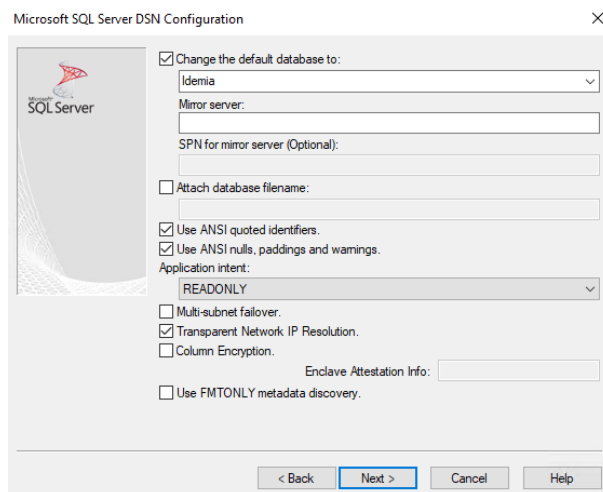 Microsoft SQL Server DSN Configuration
Microsoft
SQL Server
Change the default database to:
Idemia
Mirror server:
SPN for mirror server (Optional):
Attach database filename:
Use ANSI quoted identifiers.
Use ANSI nulls, paddings and warnings.
Application intent:
READONLY
Multi-subnet failover.
Transparent Network IP Resolution.
Column Encryption.
Enclave Attestation Info:
Use FMTONLY metadata discovery.
< Back
Next >
Cancel
Help